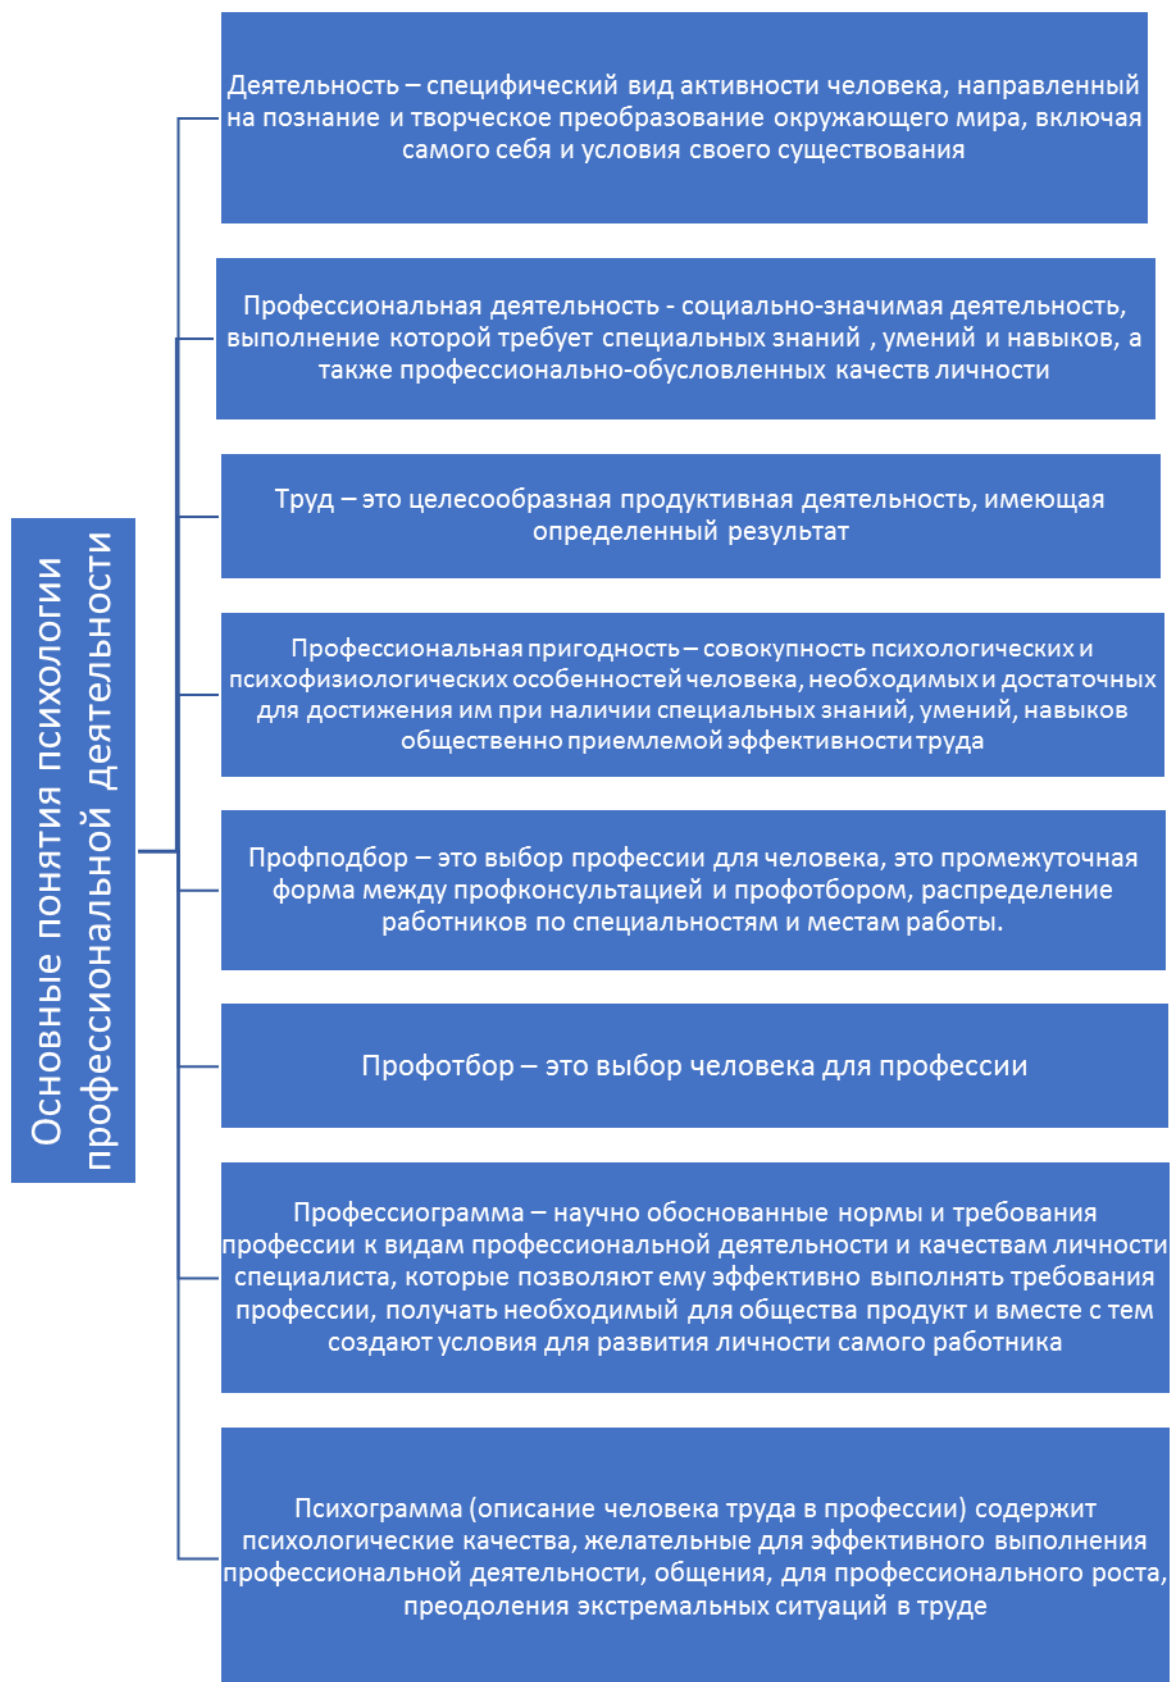 Основные понятия психологии
профессиональной деятельности
Деятельность – специфический вид активности человека, направленный
на познание и творческое преобразование окружающего мира, включая
самого себя и условия своего существования
Профессиональная деятельность - социально-значимая деятельность,
выполнение которой требует специальных знаний , умений и навыков, а
также профессионально-обусловленных качеств личности
Труд – это целесообразная продуктивная деятельность, имеющая
определенный результат
Профессиональная пригодность – совокупность психологических и
психофизиологических особенностей человека, необходимых и достаточных
для достижения им при наличии специальных знаний, умений, навыков
общественно приемлемой эффективности труда
Профподбор – это выбор профессии для человека, это промежуточная
форма между профконсультацией и профотбором, распределение
работников по специальностям и местам работы.
Профотбор – это выбор человека для профессии
Профессиограмма – научно обоснованные нормы и требования
профессии к видам профессиональной деятельности и качествам личности
специалиста, которые позволяют ему эффективно выполнять требования
профессии, получать необходимый для общества продукт и вместе с тем
создают условия для развития личности самого работника
Психограмма (описание человека труда в профессии) содержит
психологические качества, желательные для эффективного выполнения
профессиональной деятельности, общения, для профессионального роста,
преодоления экстремальных ситуаций в труде